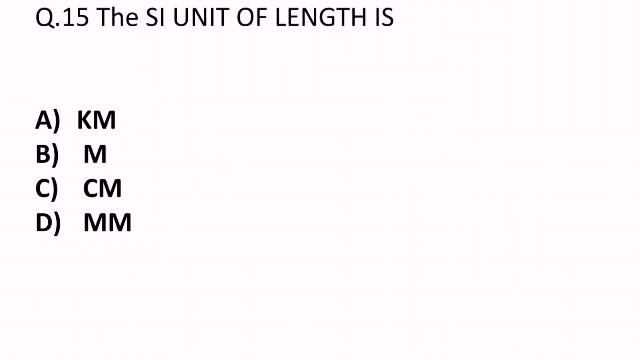 Q.15 The SI UNIT OF LENGTH IS
A) KM
B) M
C) CM
D) MM